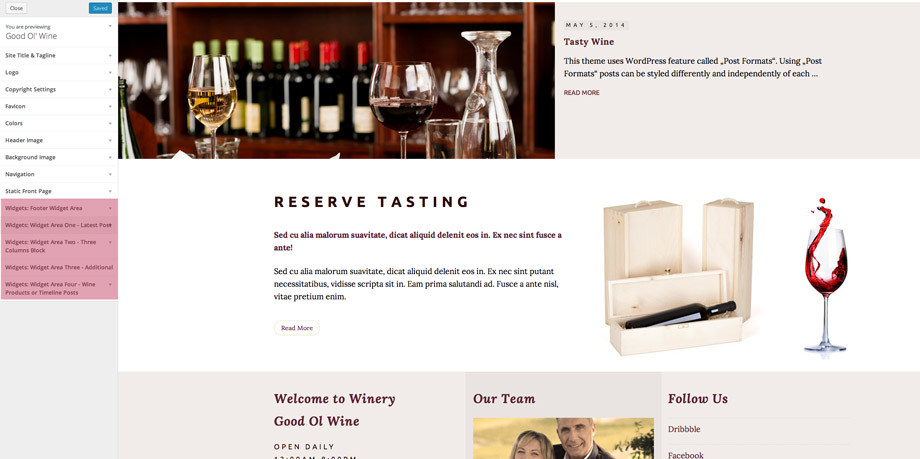 Close
Saved
You are previewing
Good Ol' Wine
Site Title & Tagline
Logo
Copyright Settings
Favicon
Colors
Header Image
Background Image
Navigation
Static Front Page
Widgets: Footer Widget Area
Widgets: Widget Area One - Latest Post
Widgets: Widget Area Two - Three
Columns Block
Widgets: Widget Area Three - Additional
Widgets: Widget Area Four - Wine
Products or Timeline Posts
MAY 5, 2014
Tasty Wine
This theme uses WordPress feature called „Post Formats“. Using „Post
Formats“ posts can be styled differently and independently of each ...
READ MORE
RESERVE TASTING
Sed cu alia malorum suavitate, dicat aliquid delenit eos in. Ex nec sint fusce a
ante!
Sed cu alia malorum suavitate, dicat aliquid delenit eos in. Ex nec sint putant
necessitatibus, vidisse scripta sit in. Eam prima salutandi ad. Fusce a ante nisl,
vitae pretium enim.
Read More
Welcome to Winery
Good Ol Wine
OPEN DAILY
Our Team
Follow Us
Dribbble
Facebook